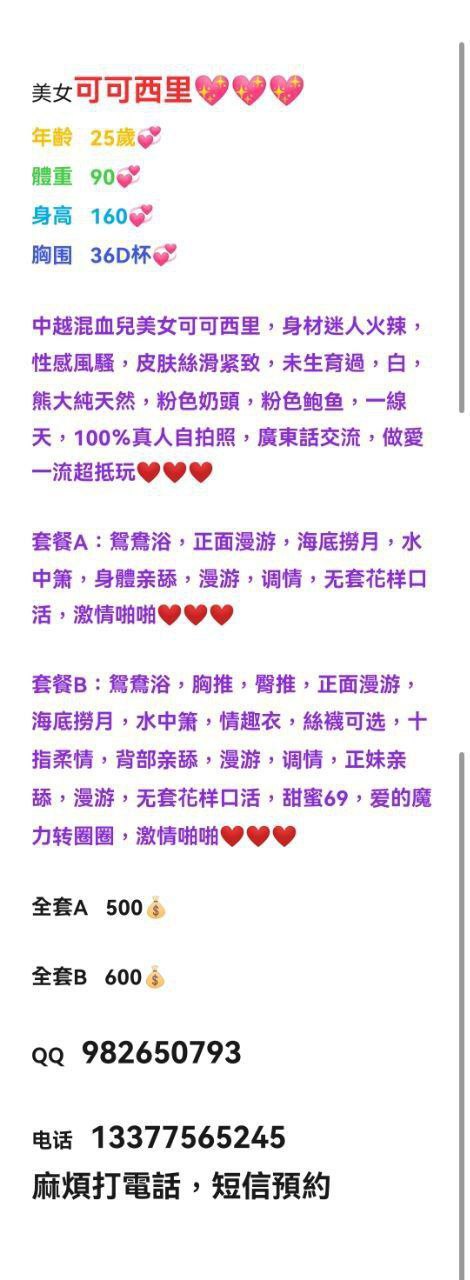 美女可可西里💖💖💖
年齡 25歲💞
體重 90💞
身高 160💞
胸围 36D杯💞
中越混血兒美女可可西里，身材迷人火辣，
性感風騷，皮肤絲滑紧致，未生育過，白，
熊大純天然，粉色奶頭，粉色鲍鱼，一線
天，100%真人自拍照，廣東話交流，做愛
一流超抵玩❤️❤️❤️
套餐A：鴛鴦浴，正面漫游，海底撈月，水
中箫，身體亲舔，漫游，调情，无套花样口
活，激情啪啪❤️❤️❤️
套餐B：鴛鴦浴，胸推，臀推，正面漫游，
海底撈月，水中箫，情趣衣，絲襪可选，十
指柔情，背部亲舔，漫游，调情，正妹亲
舔，漫游，无套花样口活，甜蜜69，爱的魔
力转圈圈，激情啪啪❤️❤️❤️
全套A 500💰
全套B 600💰
QQ 982650793
电话 13377565245
麻煩打電話，短信預約